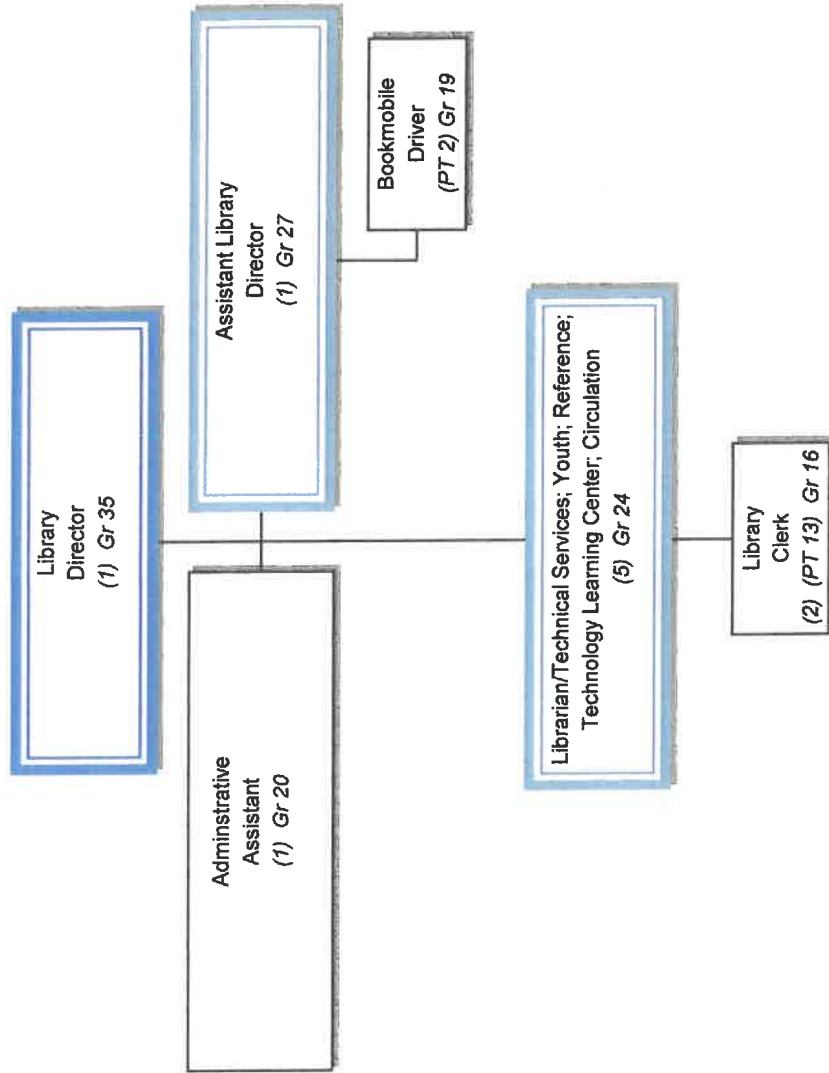 Library
Director
(1) Gr 35
Adminstrative
Assistant
(1) Gr 20
Assistant Library
Director
(1) Gr 27
Bookmobile
Driver
(PT 2) Gr 19
Librarian/Technical Services; Youth; Reference;
Technology Learning Center; Circulation
(5) Gr 24
Library
Clerk
(2) (PT 13) Gr 16